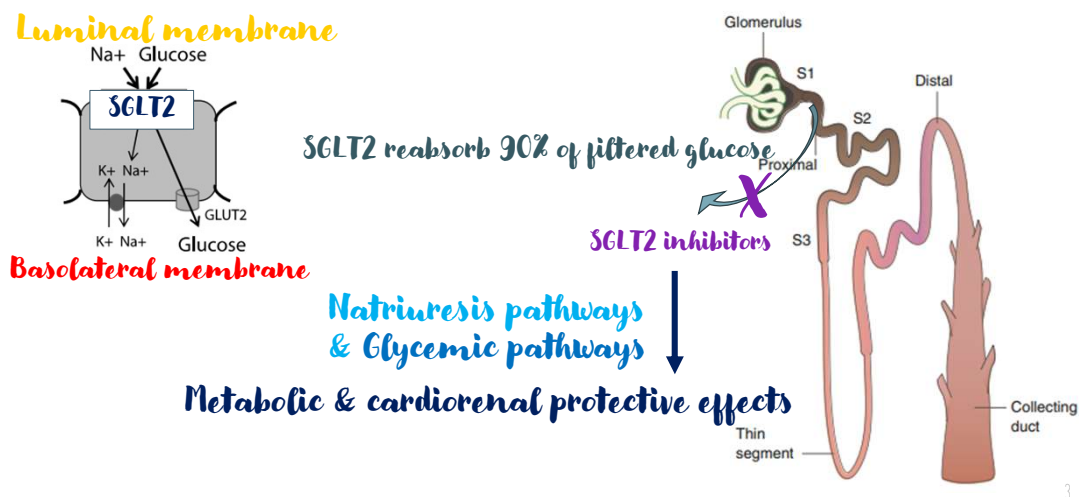 Luminal membrane
Na+ Glucose
SGLT2
K+ Na+
GLUT2
K+ Na+
Glucose
Basolateral membrane
SGLT2 reabsorb 90% of filtered glucose
SGLT2 inhibitors
Natriuresis pathways
& Glycemic pathways
Metabolic & cardiorenal protective effects
Glomerulus
S1
S2
Proximal
S3
Distal
Thin
segment
Collecting
duct
3